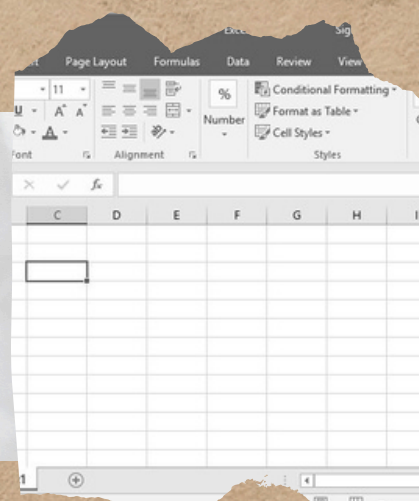 Page Layout Formulas Data Review View
11
%
Conditional Formatting
U A A
Number
Format as Table
A
Cell Styles
Font Alignment Styles
fx
C D E F G H I
1